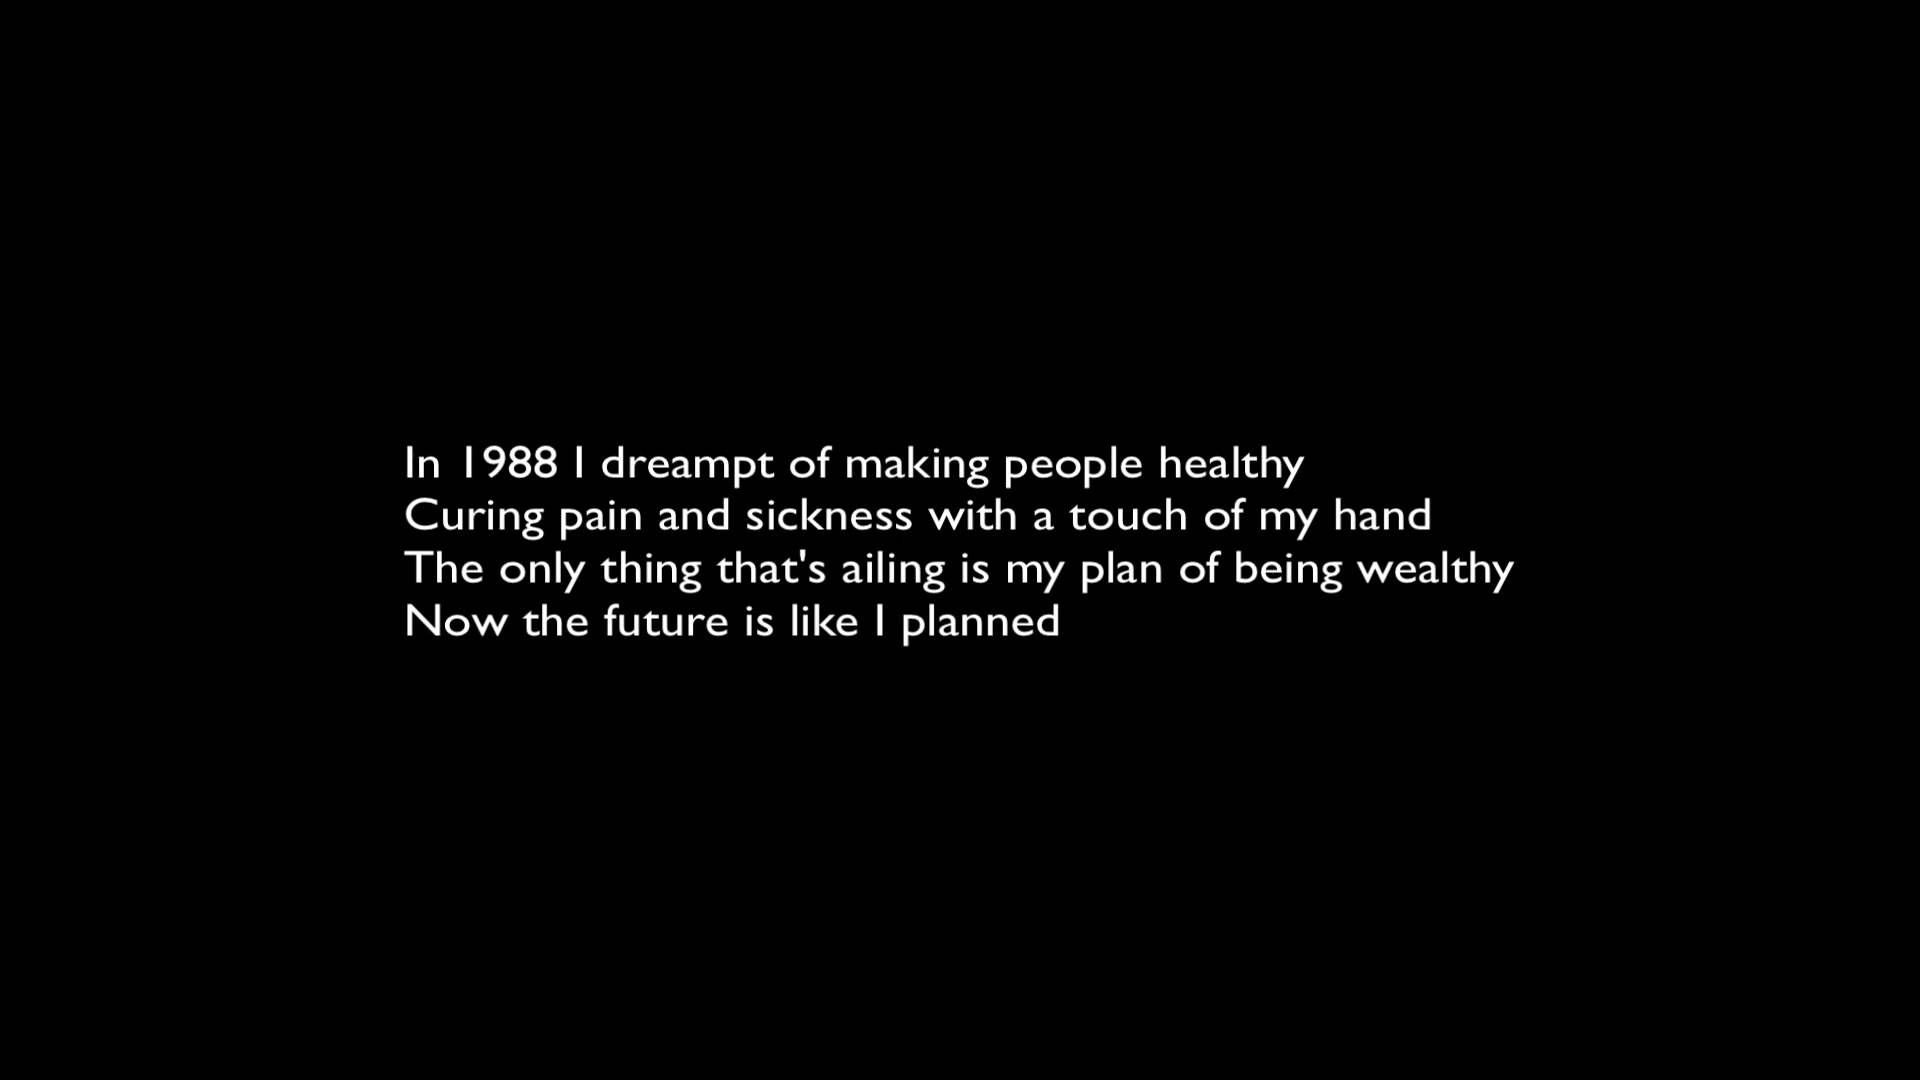 In 1988 I dreampt of making people healthy
Curing pain and sickness with a touch of my hand
The only thing that's ailing is my plan of being wealthy
Now the future is like I planned